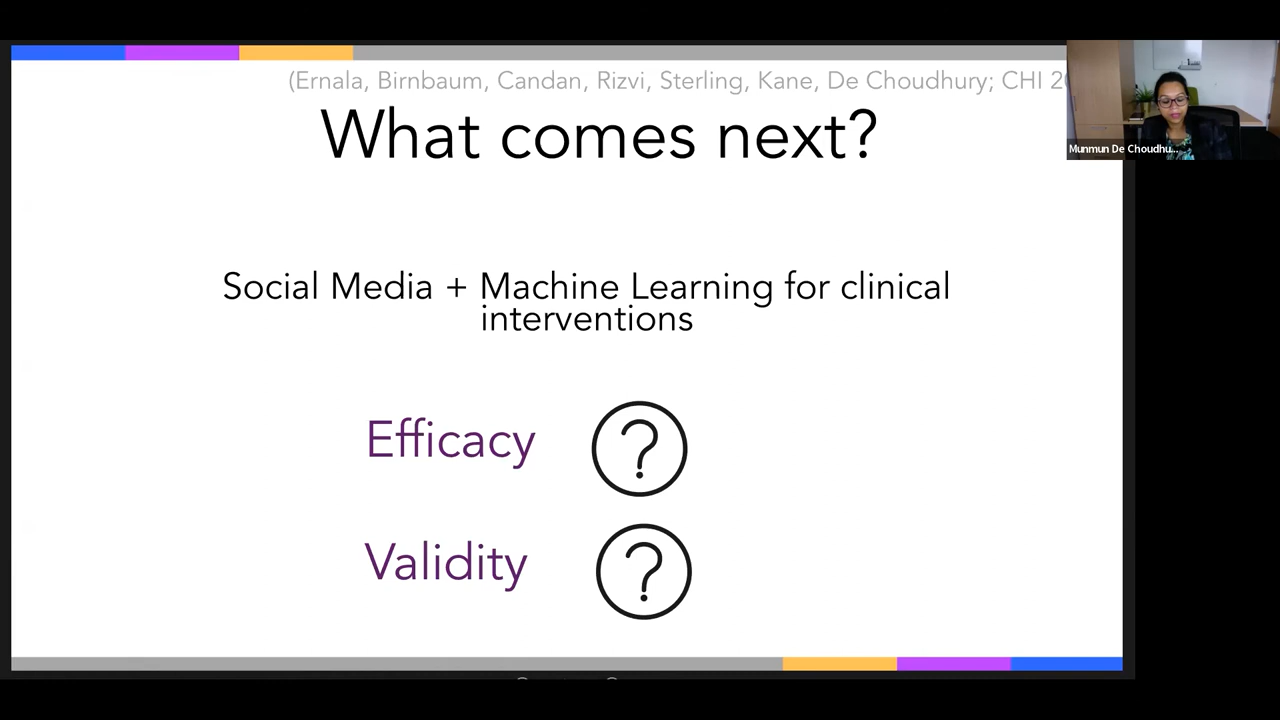 (Ernala, Birnbaum, Candan, Rizvi, Sterling, Kane, De Choudhury; CHI 20
What comes next?
Munmun De Choudhu...
Social Media + Machine Learning for clinical
interventions
Efficacy ?
Validity ?